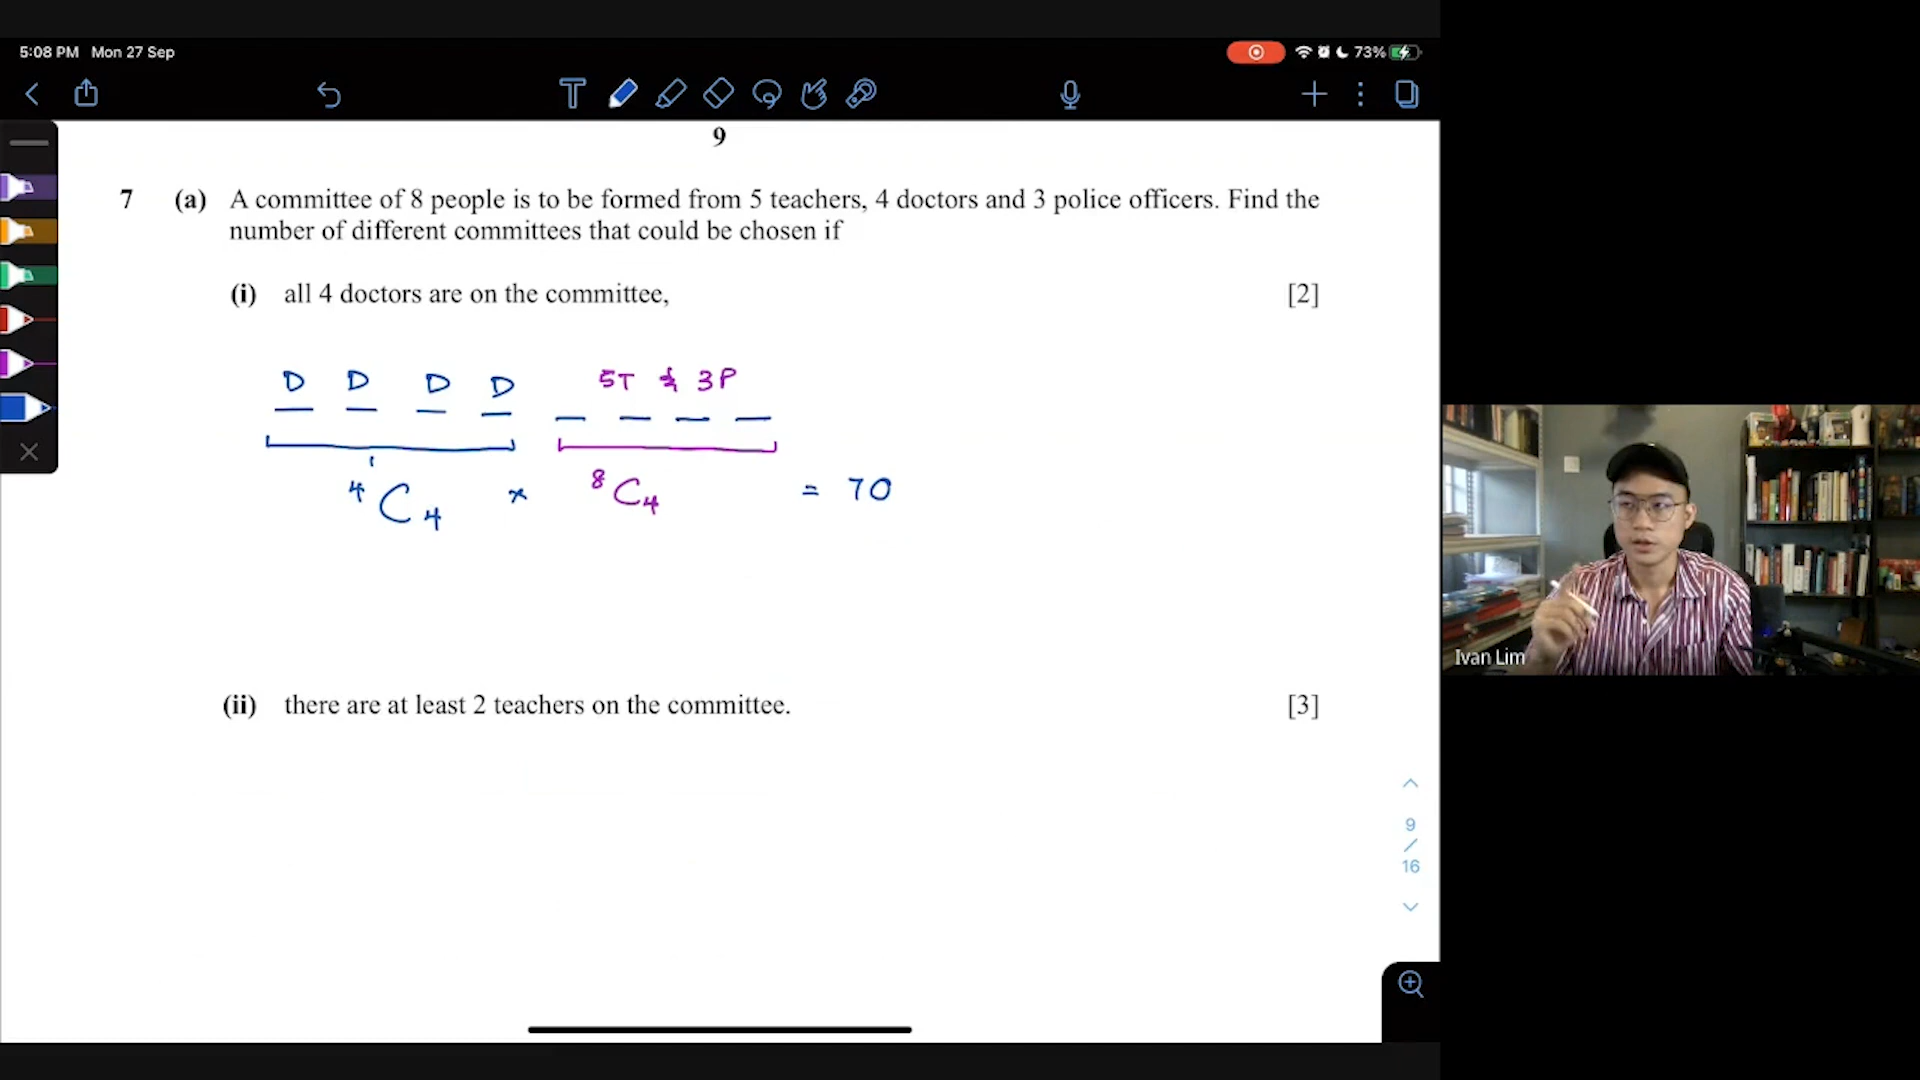 5:08 PM Mon 27 Sep
73%
9
7 (a) A committee of 8 people is to be formed from 5 teachers, 4 doctors and 3 police officers. Find the
number of different committees that could be chosen if
(i) all 4 doctors are on the committee, [2]
D D D D 5T & 3P
⁴C₄ × ⁸C₄ = 70
Ivan Lim
(ii) there are at least 2 teachers on the committee. [3]
9
/
16